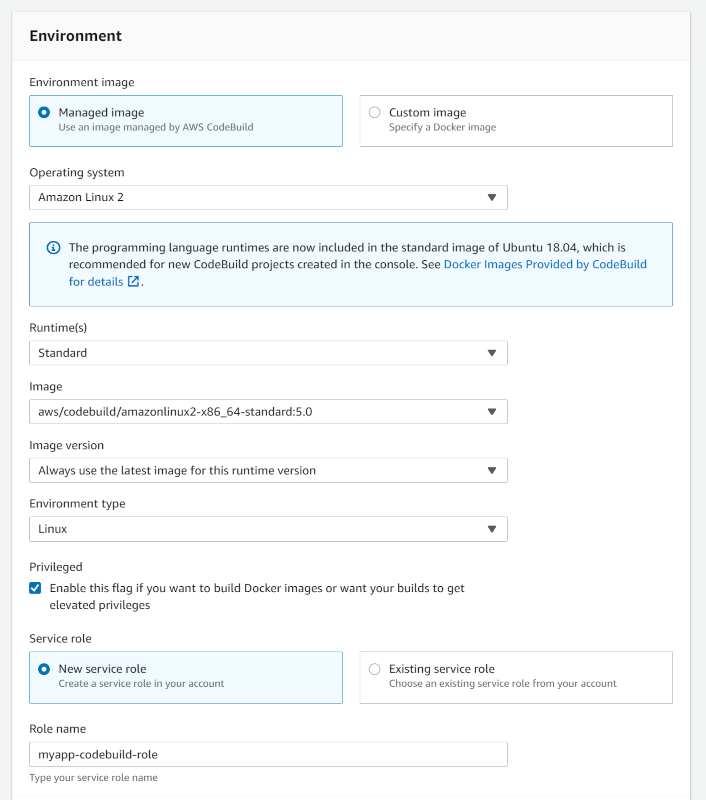 Environment
Environment image
Managed image
Use an image managed by AWS CodeBuild
Custom image
Specify a Docker image
Operating system
Amazon Linux 2
The programming language runtimes are now included in the standard image of Ubuntu 18.04, which is
recommended for new CodeBuild projects created in the console. See Docker Images Provided by CodeBuild
for details .
Runtime(s)
Standard
Image
aws/codebuild/amazonlinux2-x86_64-standard:5.0
Image version
Always use the latest image for this runtime version
Environment type
Linux
Privileged
Enable this flag if you want to build Docker images or want your builds to get
elevated privileges
Service role
New service role
Create a service role in your account
Existing service role
Choose an existing service role from your account
Role name
myapp-codebuild-role
Type your service role name